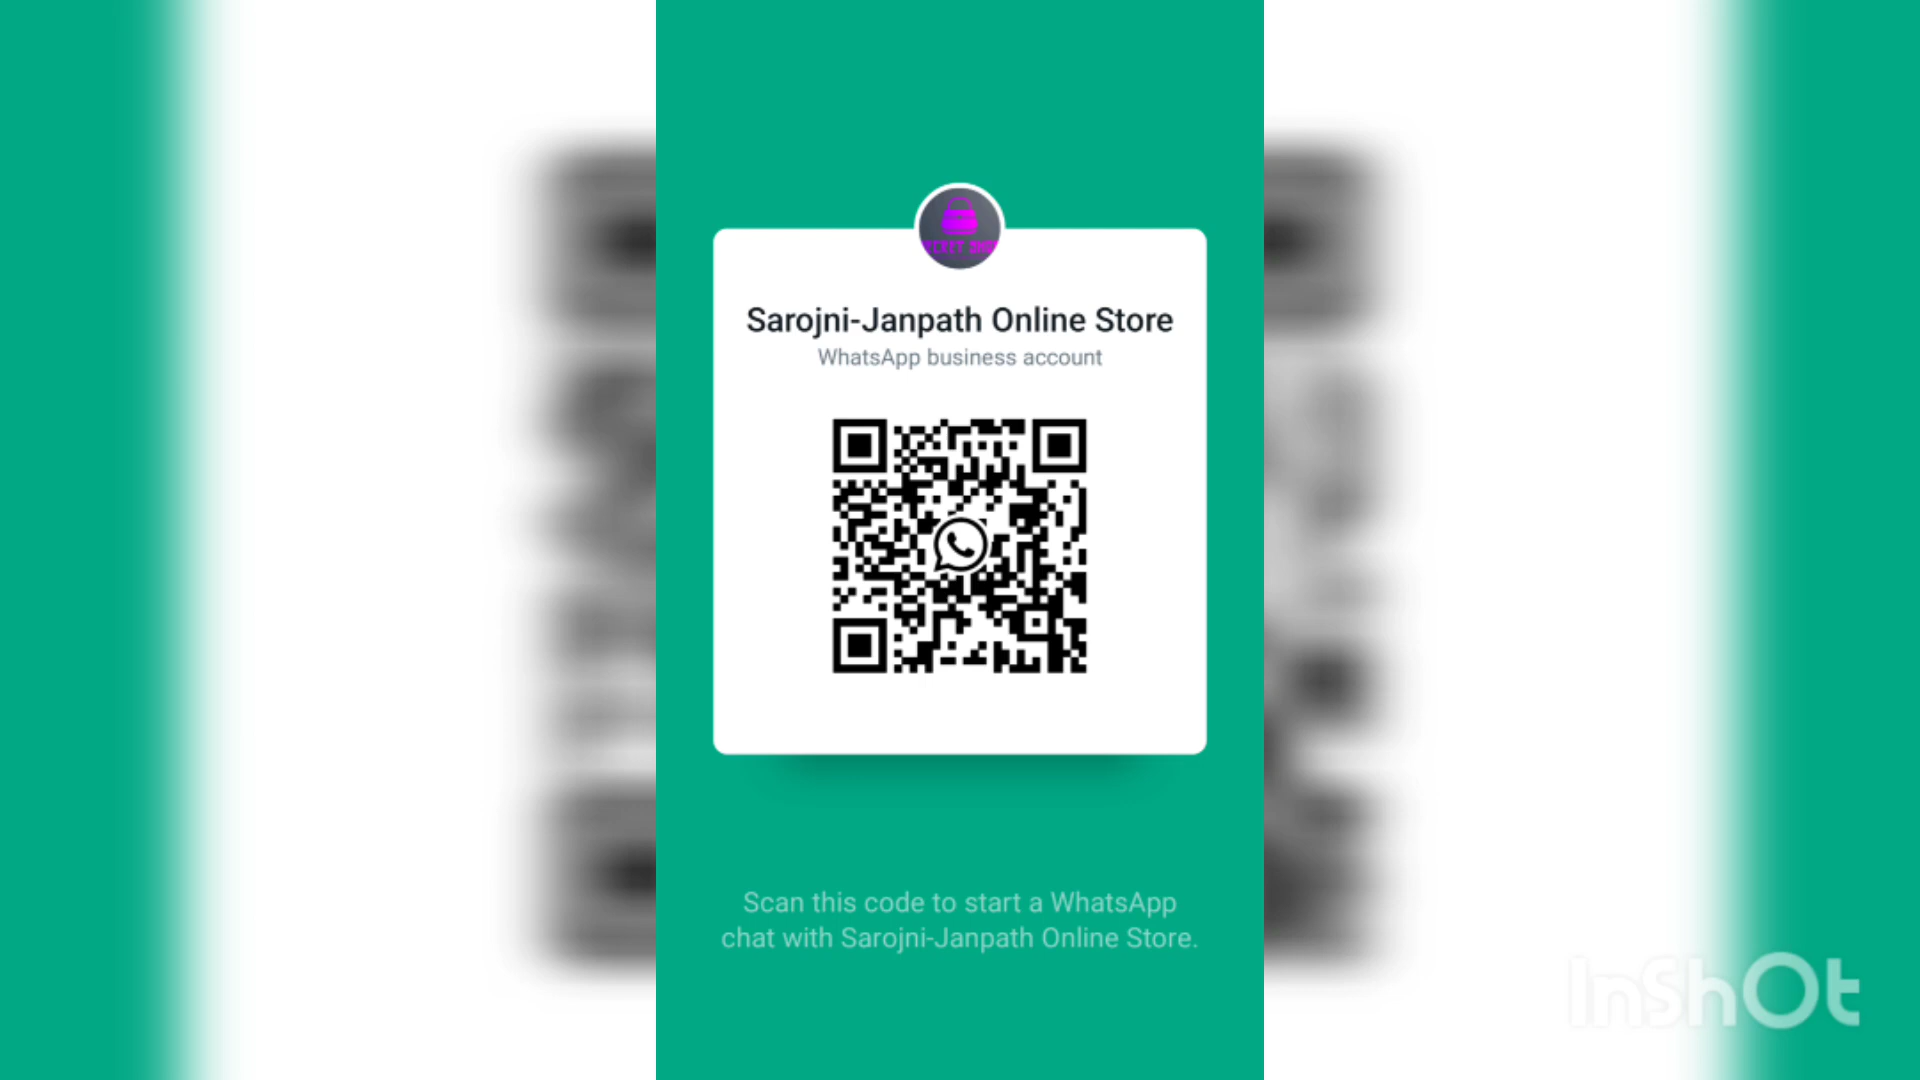 Sarojni-Janpath Online Store
WhatsApp business account
Scan this code to start a WhatsApp
chat with Sarojni-Janpath Online Store.
InShOt